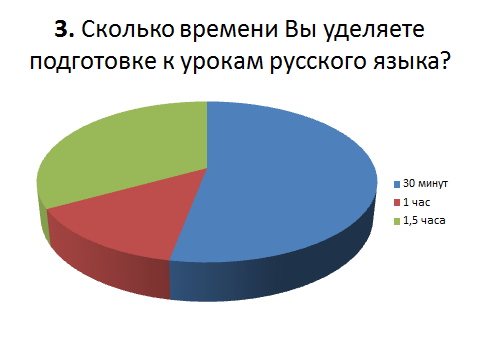 3. Сколько времени Вы уделяете
подготовке к урокам русского языка?
30 минут
1 час
1,5 часа